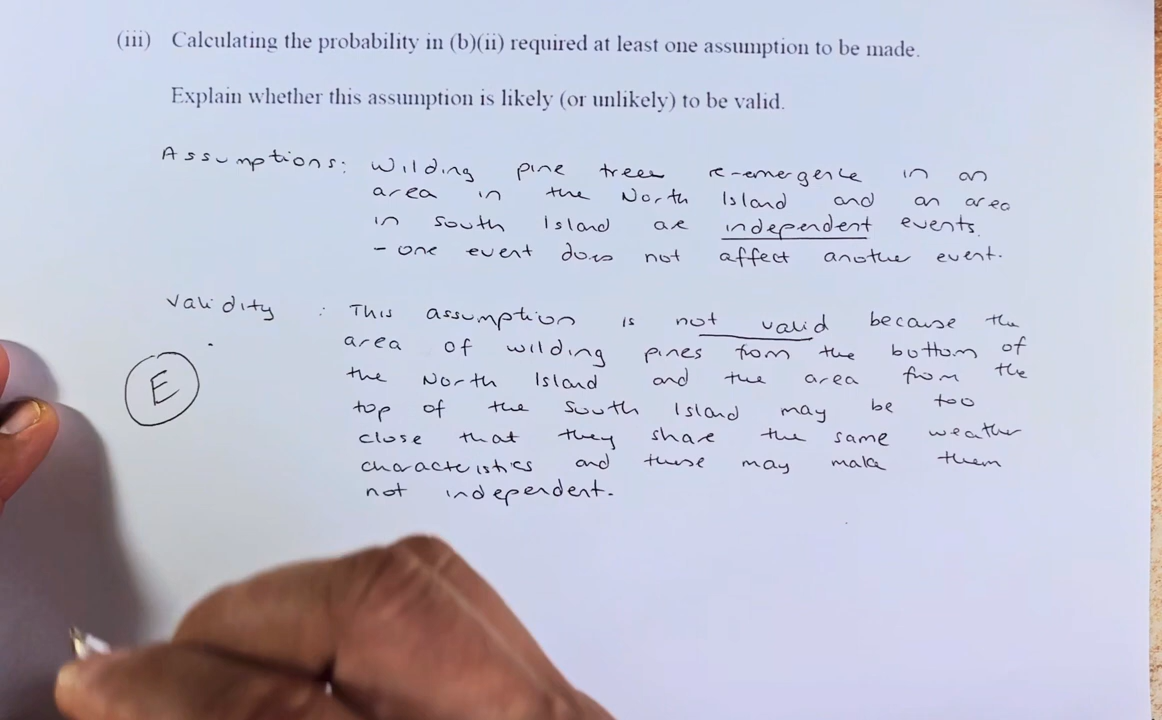 (iii) Calculating the probability in (b)(ii) required at least one assumption to be made.
Explain whether this assumption is likely (or unlikely) to be valid.
Assumptions: Wilding pine trees re-emergence in an
area in the North Island and an area
in South Island are independent events.
- one event does not affect another event.
Validity : This assumption is not valid because the
area of wilding pines from the bottom of
the North Island and the area from the
top of the South Island may be too
close that they share the same weather
characteristics and these may make them
not independent.
E